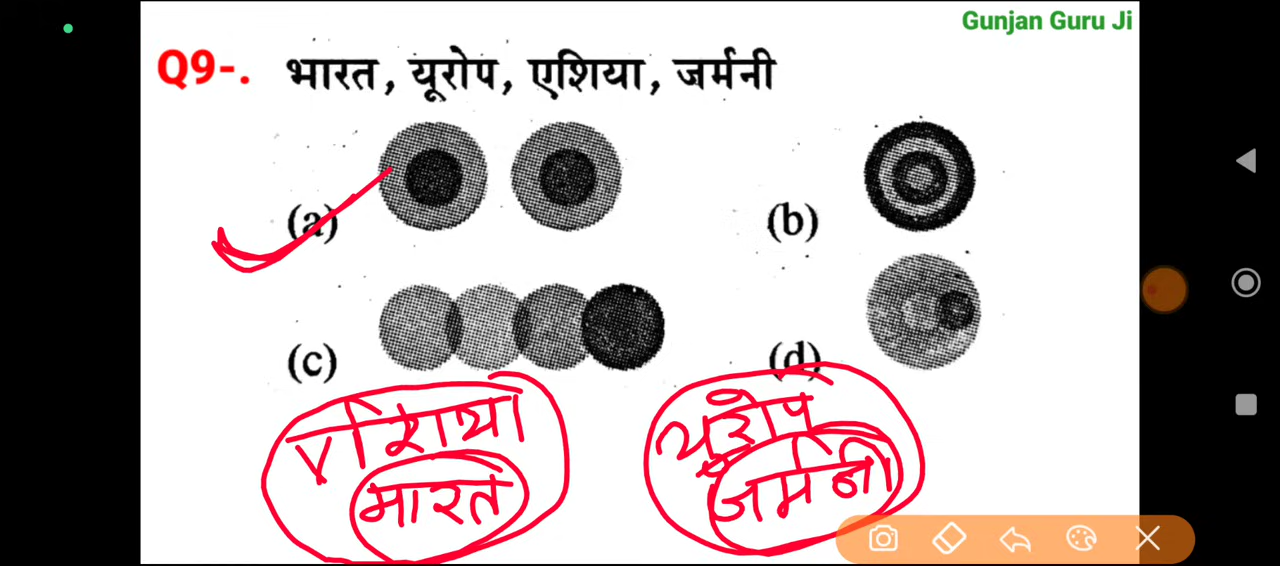 Gunjan Guru Ji
Q9-. भारत, यूरोप, एशिया, जर्मनी
(a)
(b)
(c)
(d)
एशिया
भारत
यूरोप
जर्मनी